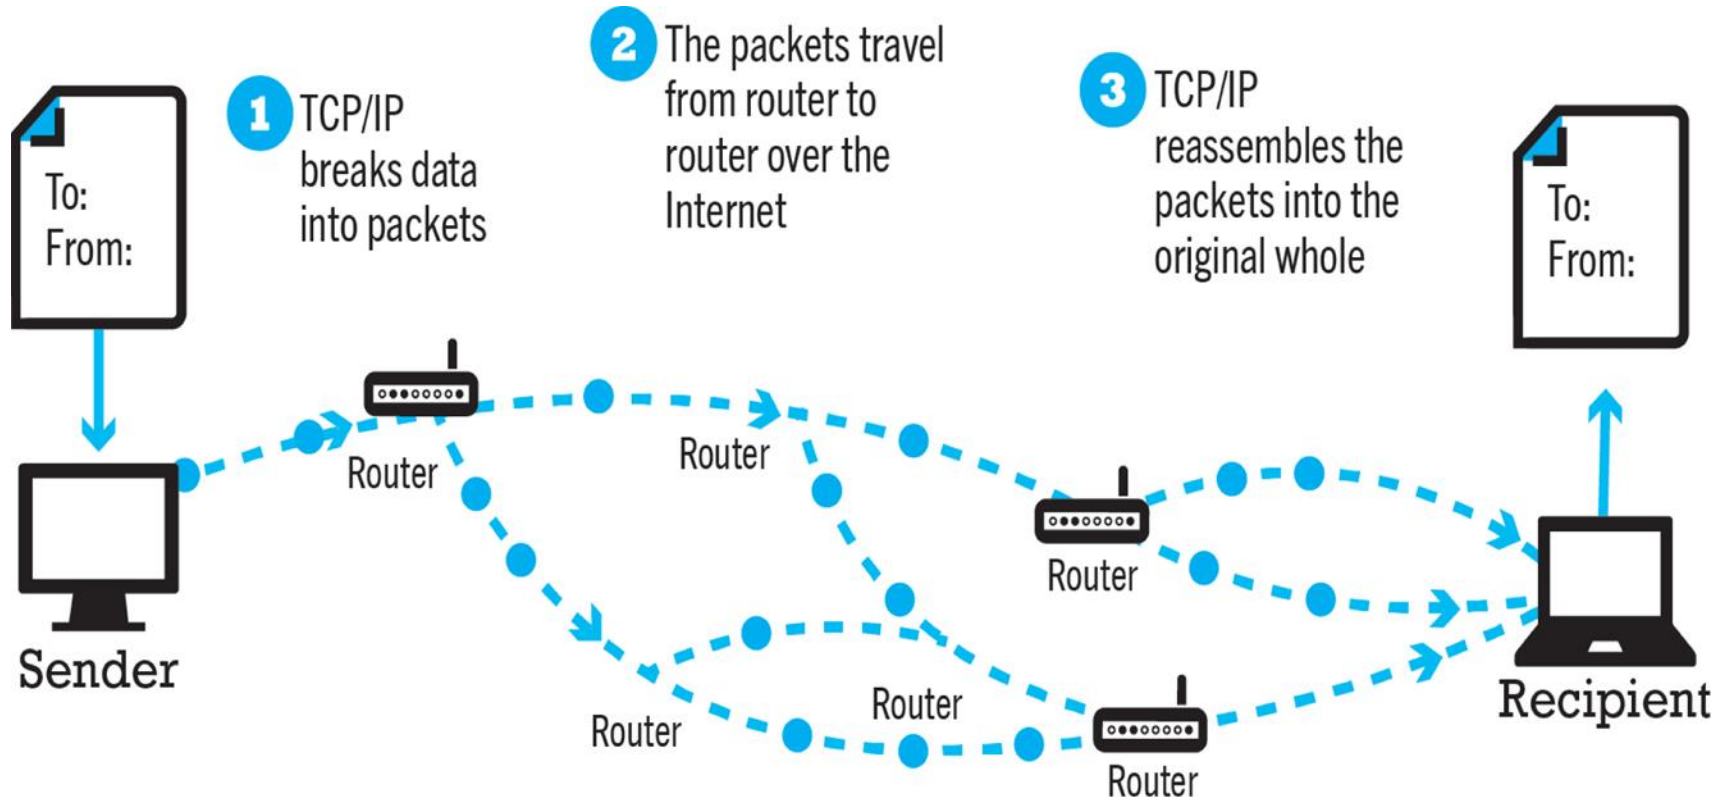 1
TCP/IP
breaks data
into packets
2
The packets travel
from router to
router over the
Internet
3
TCP/IP
reassembles the
packets into the
original whole
To:
From:
To:
From:
Router
Router
Router
Router
Router
Router
Sender
Recipient